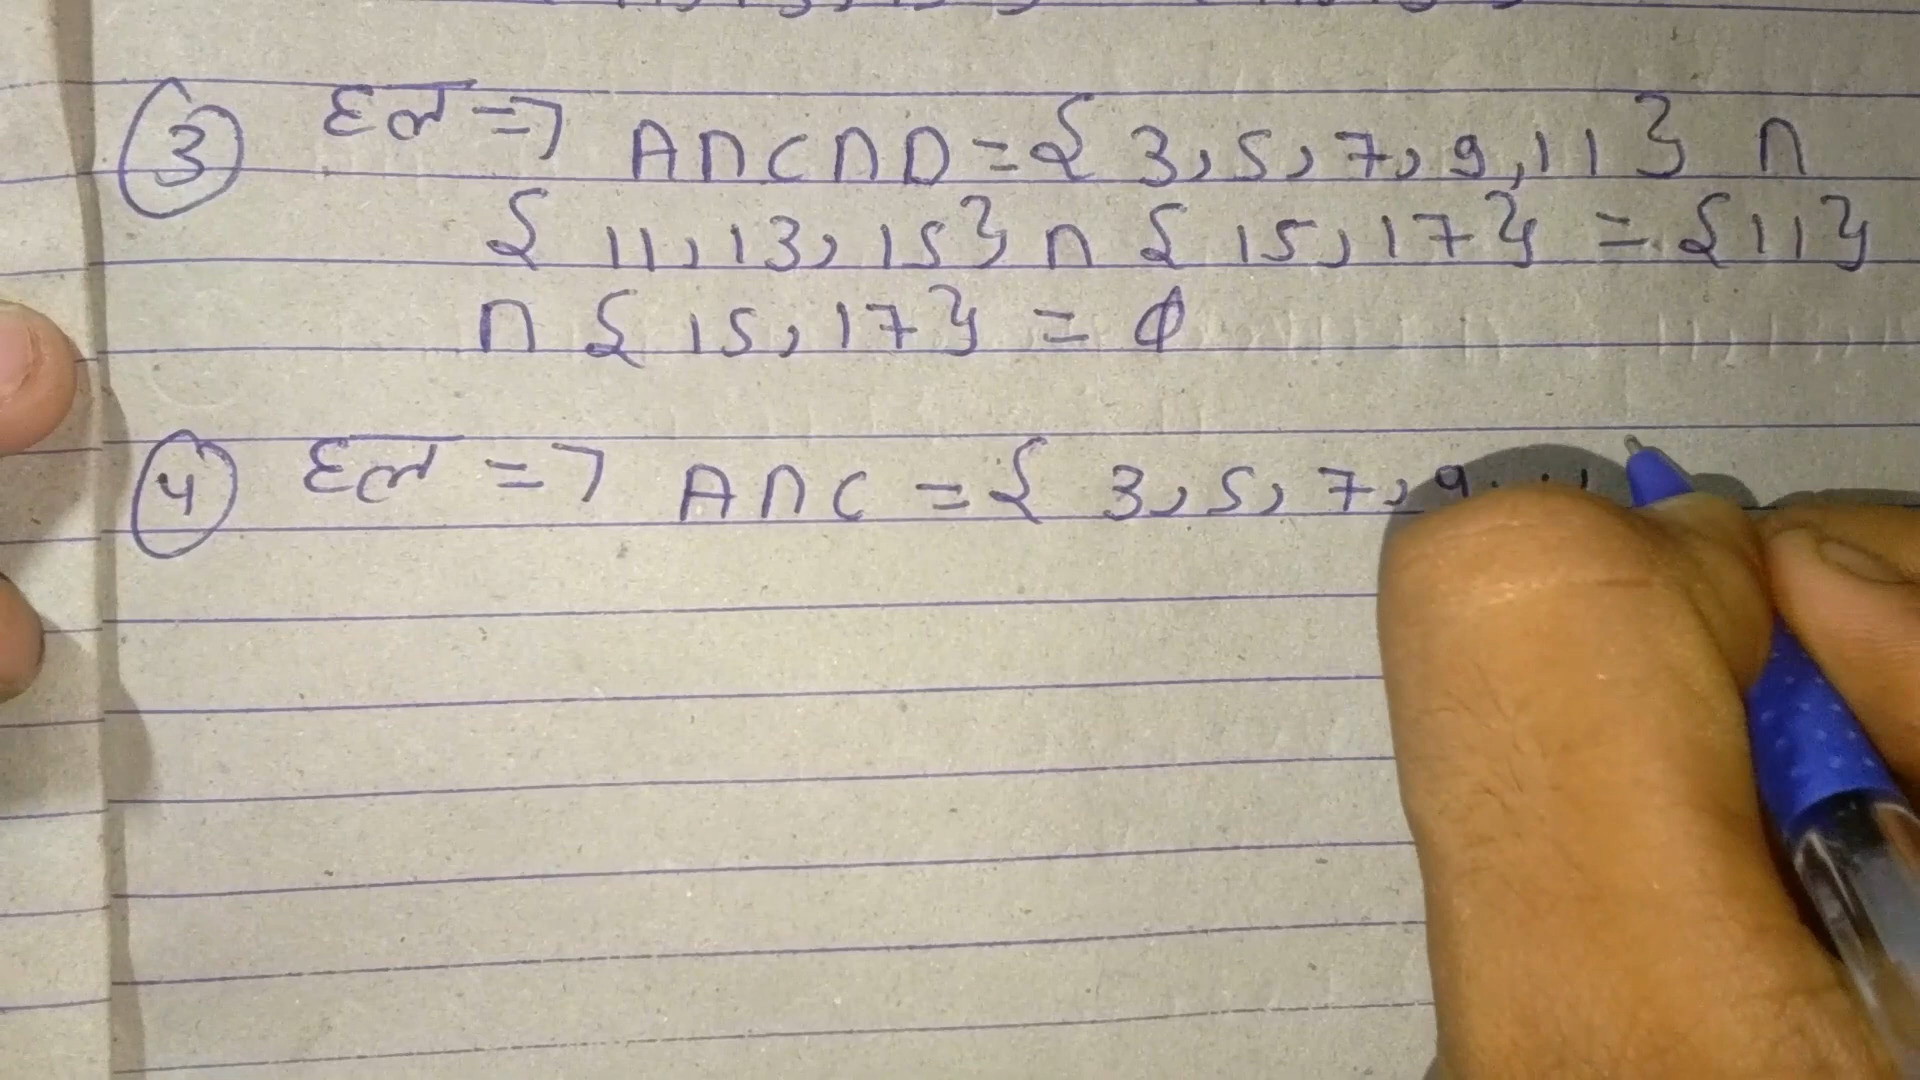 ③ हल => A∩C∩D = { 3, 5, 7, 9, 11 } ∩
{ 11, 13, 15 } ∩ { 15, 17 } = { 11 }
∩ { 15, 17 } = ϕ
④ हल => A∩C = { 3, 5, 7, 9